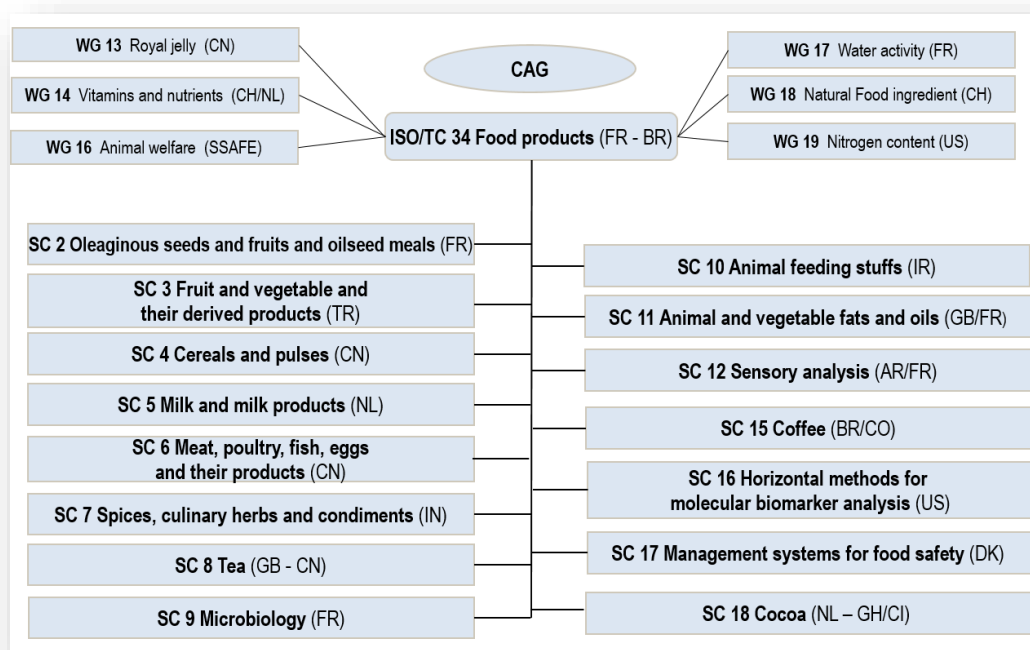 WG 13 Royal jelly (CN)
WG 14 Vitamins and nutrients (CH/NL)
WG 16 Animal welfare (SSAFE)
CAG
ISO/TC 34 Food products (FR - BR)
WG 17 Water activity (FR)
WG 18 Natural Food ingredient (CH)
WG 19 Nitrogen content (US)
SC 2 Oleaginous seeds and fruits and oilseed meals (FR)
SC 3 Fruit and vegetable and
their derived products (TR)
SC 4 Cereals and pulses (CN)
SC 5 Milk and milk products (NL)
SC 6 Meat, poultry, fish, eggs
and their products (CN)
SC 7 Spices, culinary herbs and condiments (IN)
SC 8 Tea (GB - CN)
SC 9 Microbiology (FR)
SC 10 Animal feeding stuffs (IR)
SC 11 Animal and vegetable fats and oils (GB/FR)
SC 12 Sensory analysis (AR/FR)
SC 15 Coffee (BR/CO)
SC 16 Horizontal methods for
molecular biomarker analysis (US)
SC 17 Management systems for food safety (DK)
SC 18 Cocoa (NL – GH/CI)